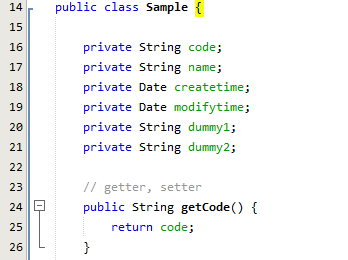 14 public class Sample {
15
16 private String code;
17 private String name;
18 private Date createtime;
19 private Date modifytime;
20 private String dummy1;
21 private String dummy2;
22
23 // getter, setter
24 public String getCode() {
25 return code;
26 }